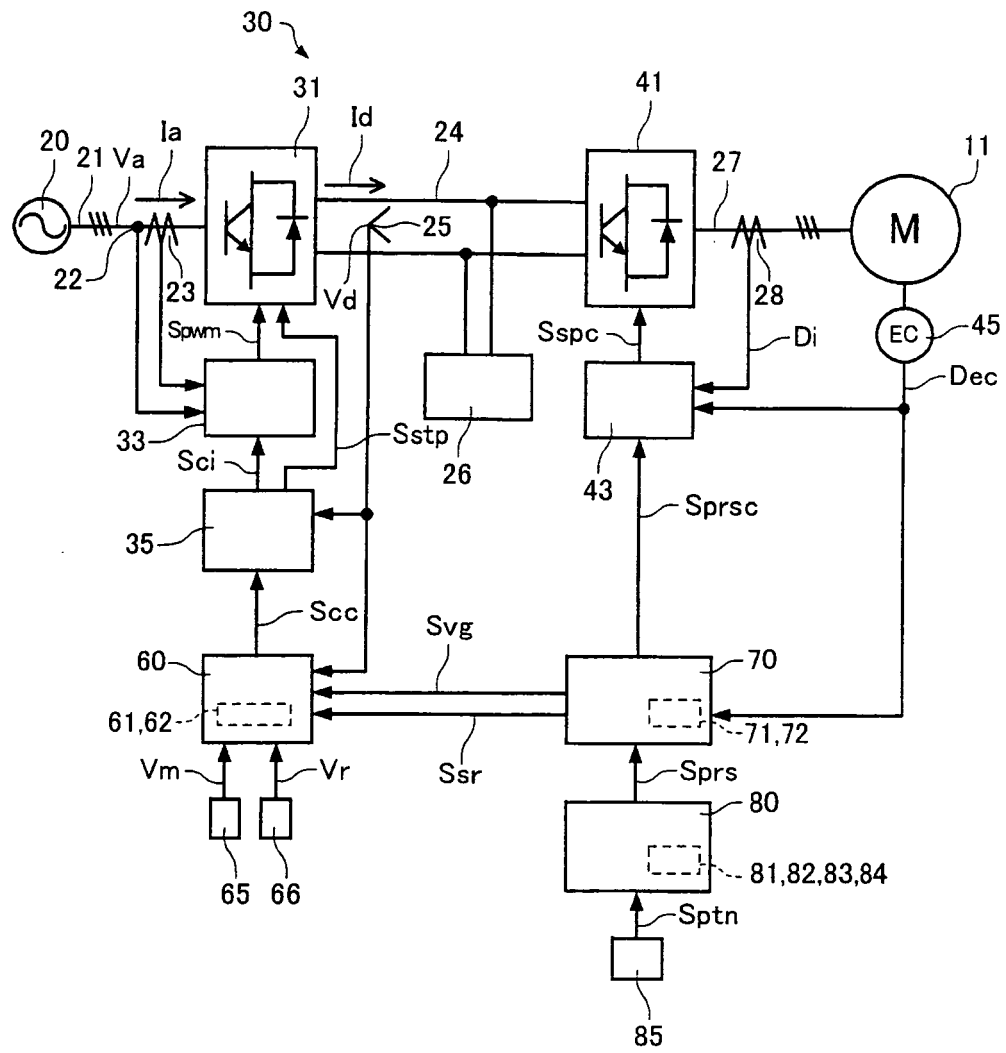 30
31
41
20
21
Va
Ia
Id
24
27
11
M
22
23
25
Vd
28
Spwm
Sspc
Di
EC
45
Dec
33
Sstp
26
43
Sci
Sprsc
35
Scc
Svg
60
70
61,62
71,72
Ssr
Vm
Vr
Sprs
80
65
66
81,82,83,84
Sptn
85